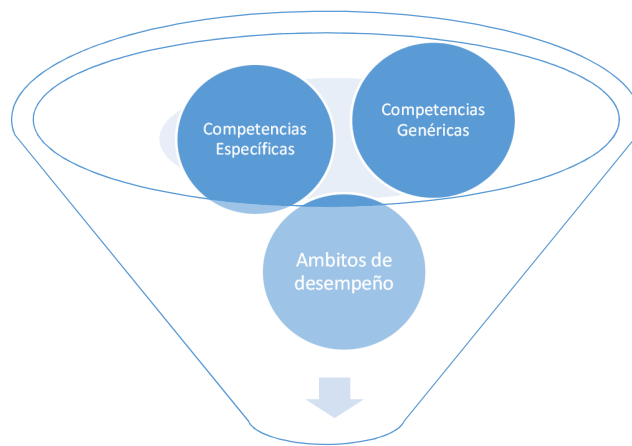 Competencias
Específicas
Competencias
Genéricas
Ambitos de
desempeño